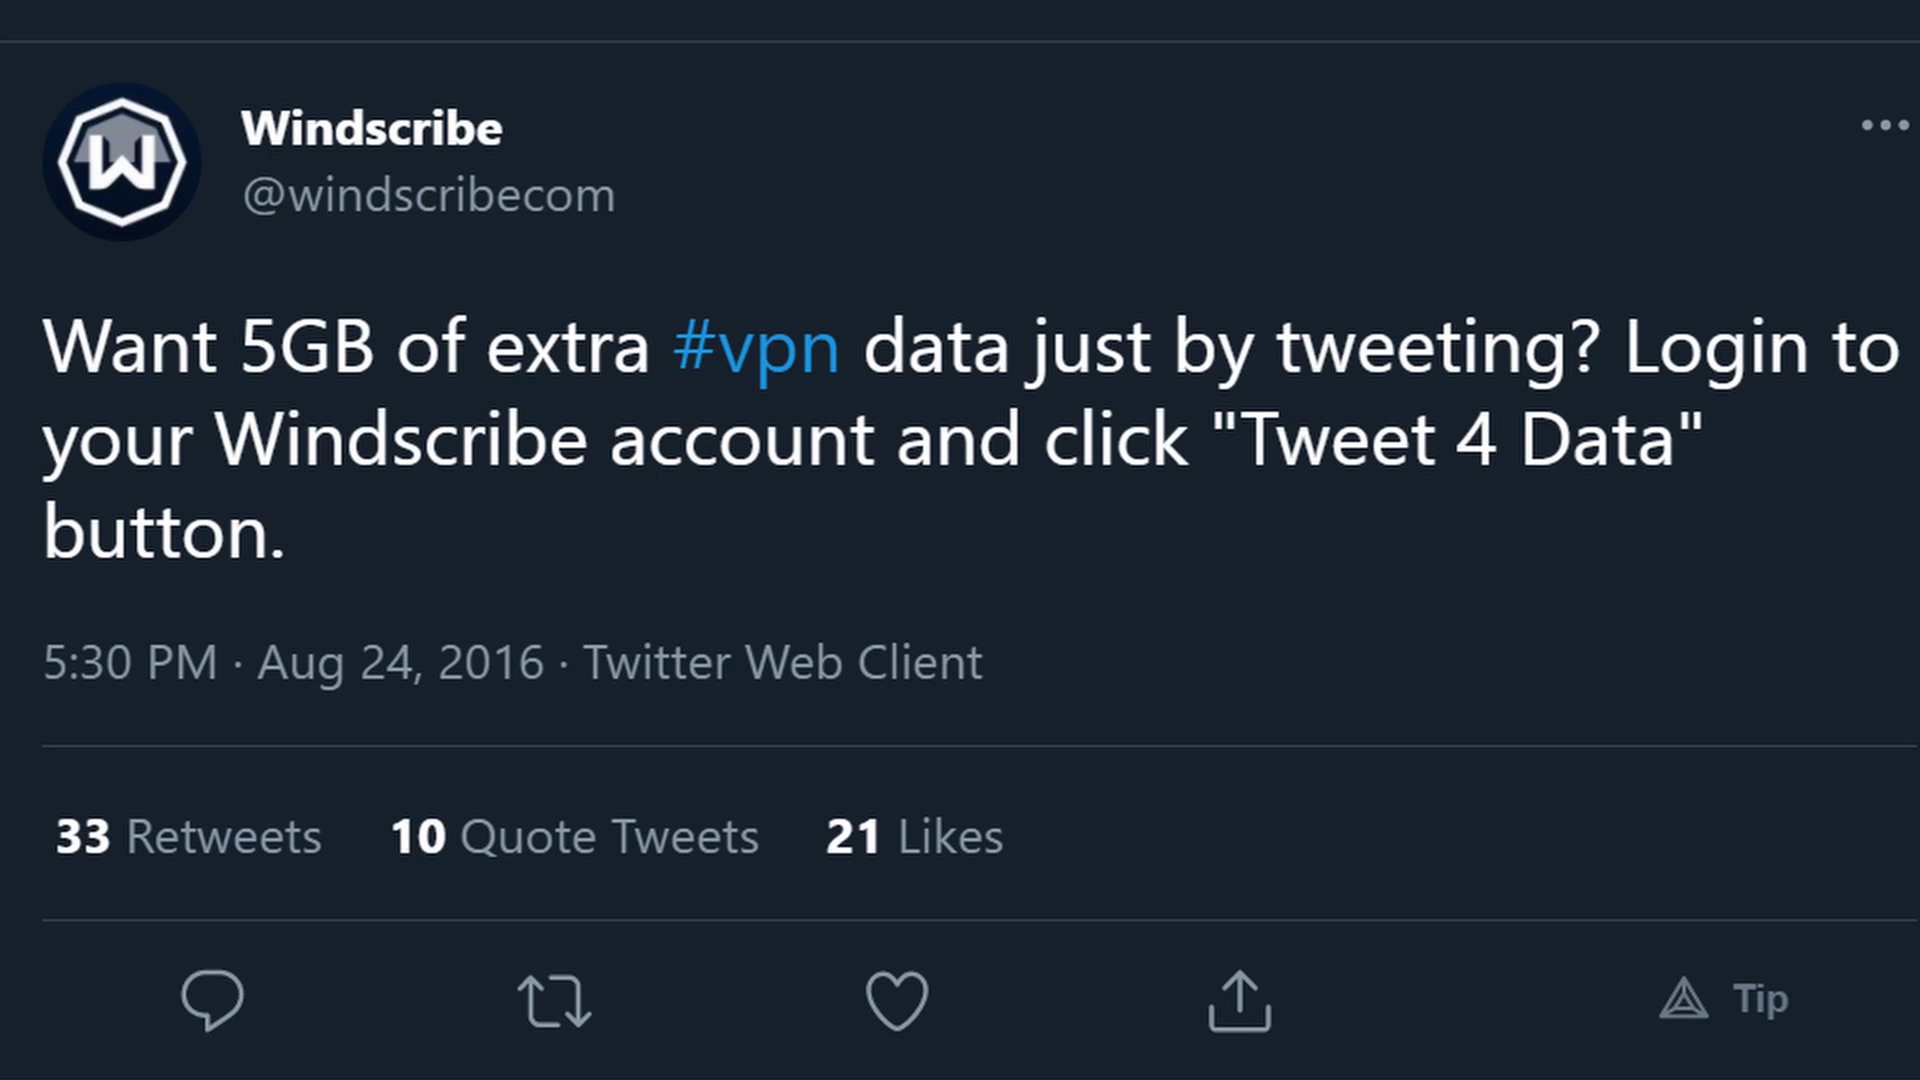 Windscribe
@windscribecom
Want 5GB of extra #vpn data just by tweeting? Login to
your Windscribe account and click "Tweet 4 Data"
button.
5:30 PM · Aug 24, 2016 · Twitter Web Client
33 Retweets 10 Quote Tweets 21 Likes
Tip